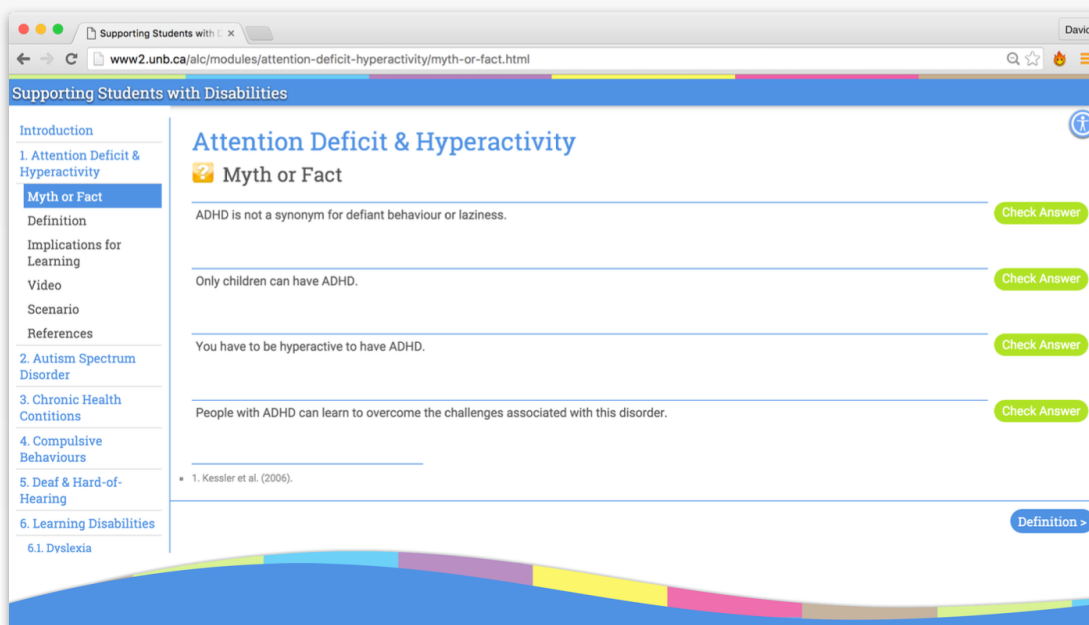 Supporting Students with
David
www2.unb.ca/alc/modules/attention-deficit-hyperactivity/myth-or-fact.html
Supporting Students with Disabilities
Introduction
1. Attention Deficit &
Hyperactivity
Myth or Fact
Definition
Implications for
Learning
Video
Scenario
References
2. Autism Spectrum
Disorder
3. Chronic Health
Contitions
4. Compulsive
Behaviours
5. Deaf & Hard-of-
Hearing
6. Learning Disabilities
6.1. Dyslexia
Attention Deficit & Hyperactivity
? Myth or Fact
ADHD is not a synonym for defiant behaviour or laziness.
Check Answer
Only children can have ADHD.
Check Answer
You have to be hyperactive to have ADHD.
Check Answer
People with ADHD can learn to overcome the challenges associated with this disorder.
Check Answer
1. Kessler et al. (2006).
Definition >